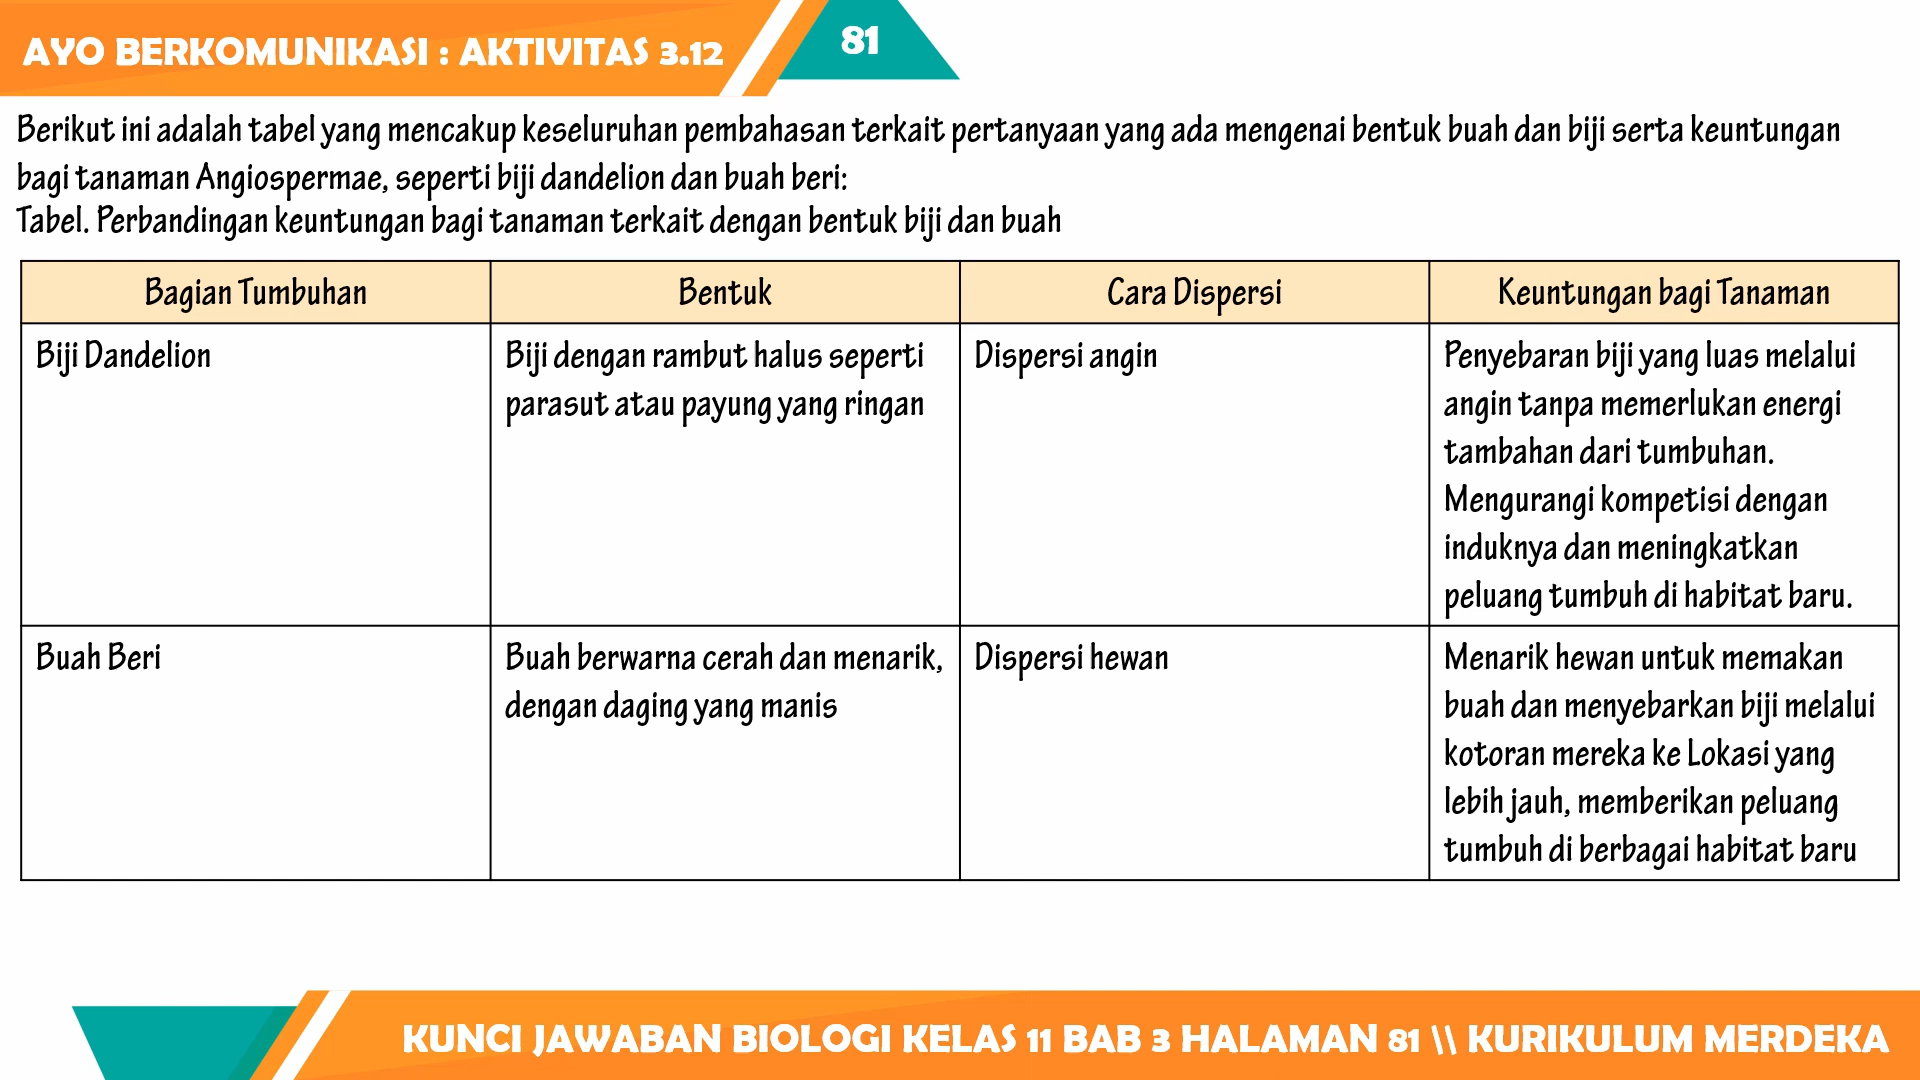 AYO BERKOMUNIKASI : AKTIVITAS 3.12
81
Berikut ini adalah tabel yang mencakup keseluruhan pembahasan terkait pertanyaan yang ada mengenai bentuk buah dan biji serta keuntungan
bagi tanaman Angiospermae, seperti biji dandelion dan buah beri:
Tabel. Perbandingan keuntungan bagi tanaman terkait dengan bentuk biji dan buah
Bagian Tumbuhan
Bentuk
Cara Dispersi
Keuntungan bagi Tanaman
Biji Dandelion
Biji dengan rambut halus seperti
parasut atau payung yang ringan
Dispersi angin
Penyebaran biji yang luas melalui
angin tanpa memerlukan energi
tambahan dari tumbuhan.
Mengurangi kompetisi dengan
induknya dan meningkatkan
peluang tumbuh di habitat baru.
Buah Beri
Buah berwarna cerah dan menarik,
dengan daging yang manis
Dispersi hewan
Menarik hewan untuk memakan
buah dan menyebarkan biji melalui
kotoran mereka ke Lokasi yang
lebih jauh, memberikan peluang
tumbuh di berbagai habitat baru
KUNCI JAWABAN BIOLOGI KELAS 11 BAB 3 HALAMAN 81 \\ KURIKULUM MERDEKA